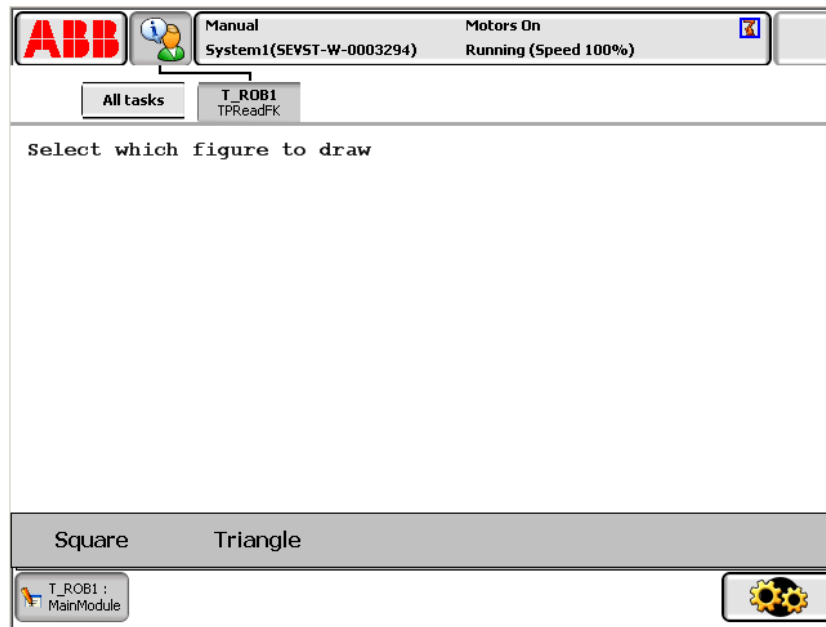 ABB
Manual
Motors On
System1(SEVST-W-0003294)
Running (Speed 100%)
All tasks
T_ROB1
TPReadFK
Select which figure to draw
Square
Triangle
T_ROB1 :
MainModule